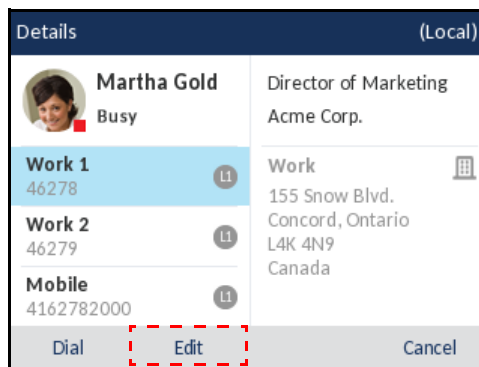 Details (Local)
Martha Gold
Busy
Work 1
46278
L1
Work 2
46279
L1
Mobile
4162782000
L1
Director of Marketing
Acme Corp.
Work
155 Snow Blvd.
Concord, Ontario
L4K 4N9
Canada
Dial Edit Cancel